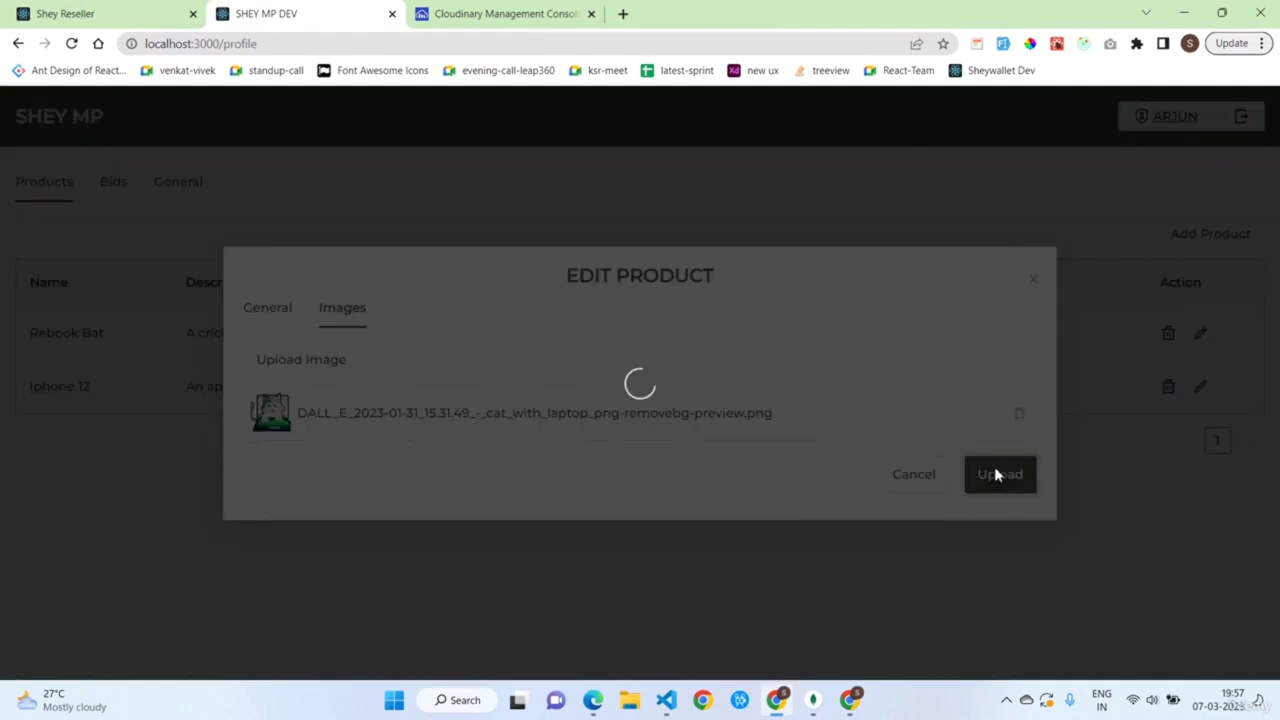 Shey Reseller
SHEY MP DEV
Cloudinary Management Consol
localhost:3000/profile
S
Update
Ant Design of React...
venkat-vivek
standup-call
Font Awesome Icons
evening-call-leap360
ksr-meet
latest-sprint
Xd
new ux
treeview
React-Team
Sheywallet Dev
SHEY MP
ARJUN
Products
Bids
General
Add Product
Name
Descr
Action
Rebook Bat
A cric
Iphone 12
An ap
1
EDIT PRODUCT
General
Images
Upload Image
DALL_E_2023-01-31_15.31.49_-_cat_with_laptop_png-removebg-preview.png
Cancel
Upload
27°C
Mostly cloudy
Search
ENG
IN
19:57
07-03-2023